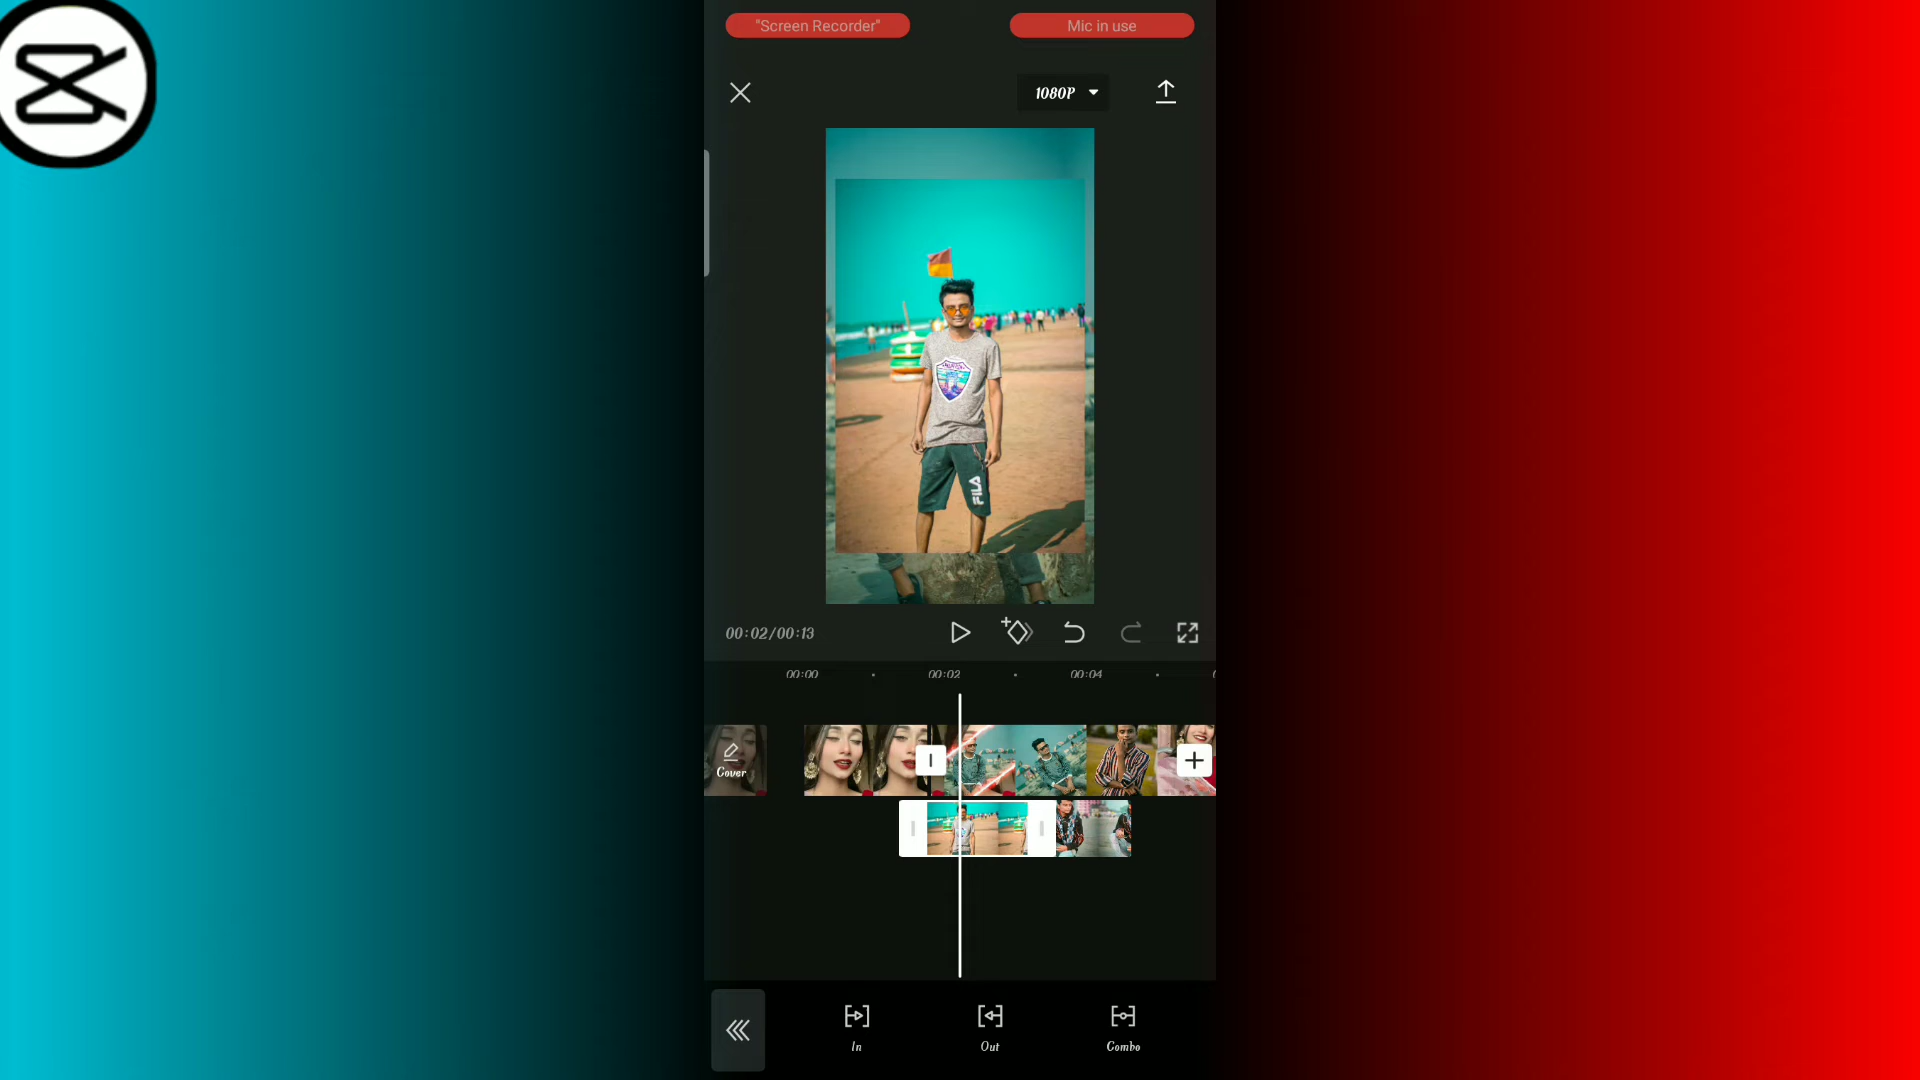 "Screen Recorder"
Mic in use
1080P
FILA
00:02/00:13
00:00
00:02
00:04
Cover
In
Out
Combo